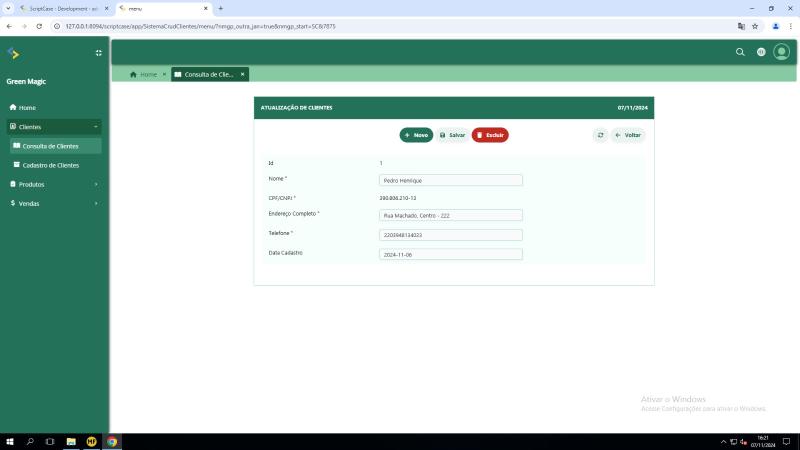 ScriptCase - Development - scr
menu
127.0.0.1:8094/scriptcase/app/SistemaCrudClientes/menu/?nmgp_outra_jan=true&nmgp_start=SC&7875
Green Magic
Home
Clientes
Consulta de Clientes
Cadastro de Clientes
Produtos
Vendas
Home
Consulta de Clie...
ATUALIZAÇÃO DE CLIENTES
07/11/2024
Novo
Salvar
Excluir
Voltar
Id
1
Nome *
Pedro Henrique
CPF/CNPJ *
390.806.210-13
Endereço Completo *
Rua Machado, Centro - 222
Telefone *
2203948134023
Data Cadastro
2024-11-06
Ativar o Windows
Acesse Configurações para ativar o Windows.
16:21
07/11/2024